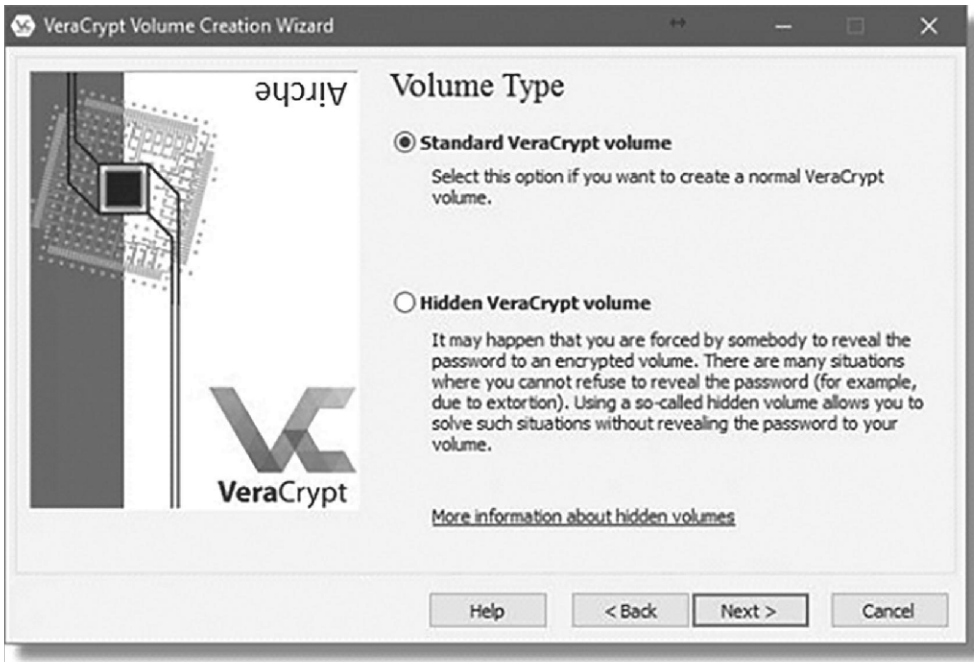 VeraCrypt Volume Creation Wizard
Airche
VeraCrypt
Volume Type
Standard VeraCrypt volume
Select this option if you want to create a normal VeraCrypt
volume.
Hidden VeraCrypt volume
It may happen that you are forced by somebody to reveal the
password to an encrypted volume. There are many situations
where you cannot refuse to reveal the password (for example,
due to extortion). Using a so-called hidden volume allows you to
solve such situations without revealing the password to your
volume.
More information about hidden volumes
Help
< Back
Next >
Cancel